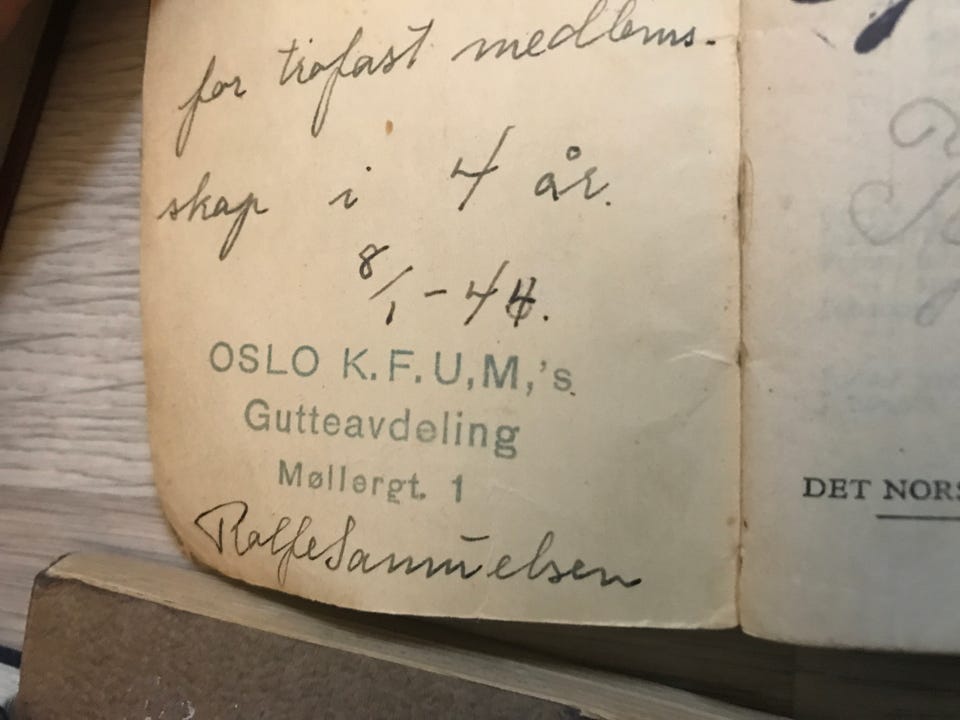 for trofast medlems-
skap i 4 år.
8/1 - 44.
OSLO K.F.U,M,'s
Gutteavdeling
Møllergt. 1
Rolf Samuelsen
DET NORS